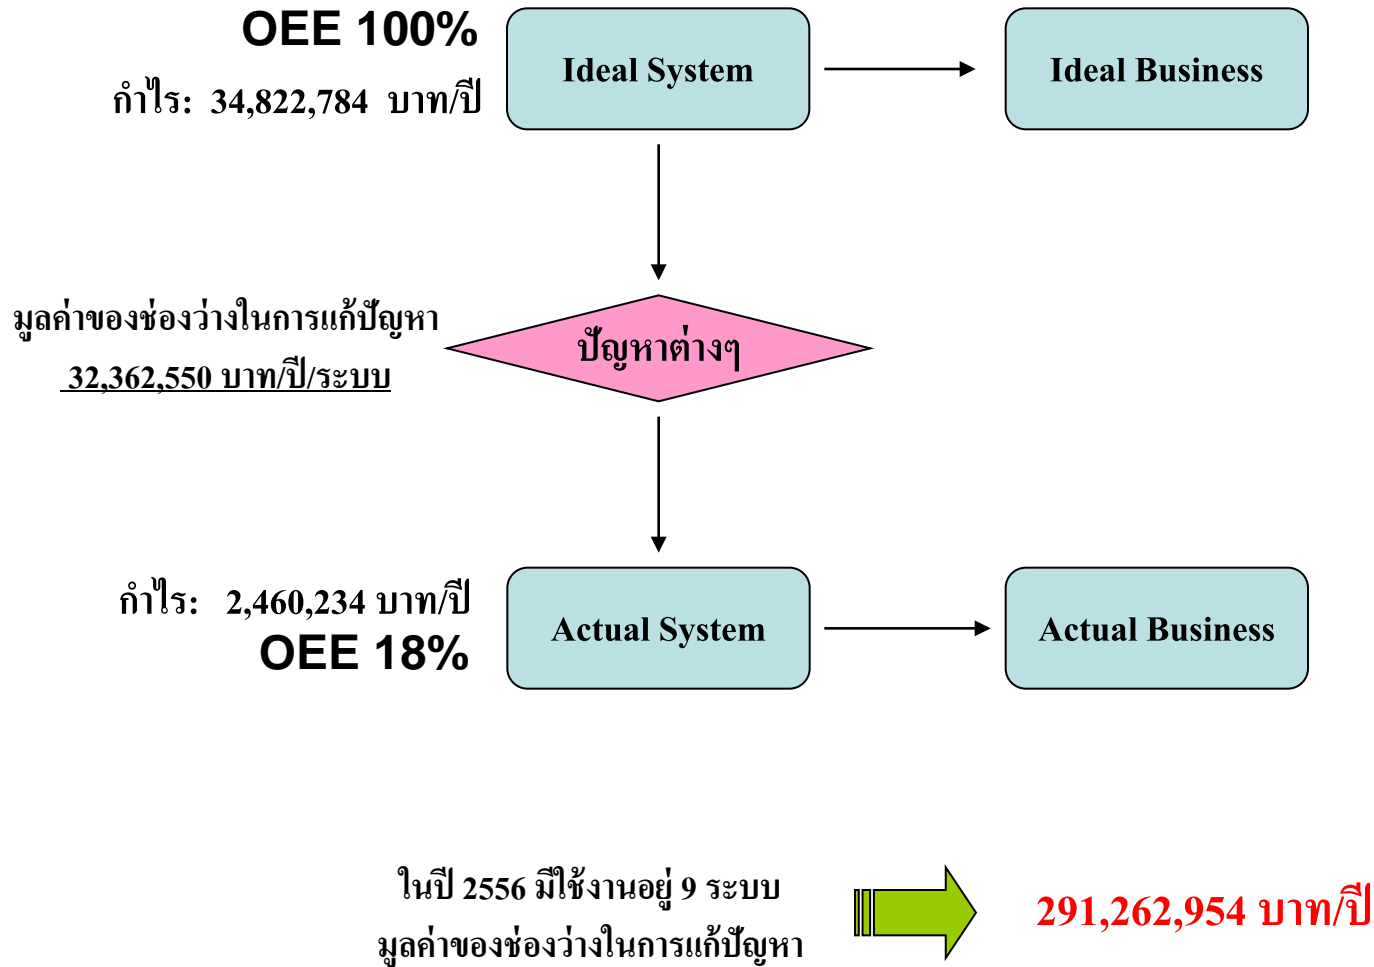 OEE 100%
กำไร: 34,822,784 บาท/ปี
Ideal System
Ideal Business
มูลค่าของช่องว่างในการแก้ปัญหา
32,362,550 บาท/ปี/ระบบ
ปัญหาต่างๆ
กำไร: 2,460,234 บาท/ปี
OEE 18%
Actual System
Actual Business
ในปี 2556 มีใช้งานอยู่ 9 ระบบ
มูลค่าของช่องว่างในการแก้ปัญหา
291,262,954 บาท/ปี